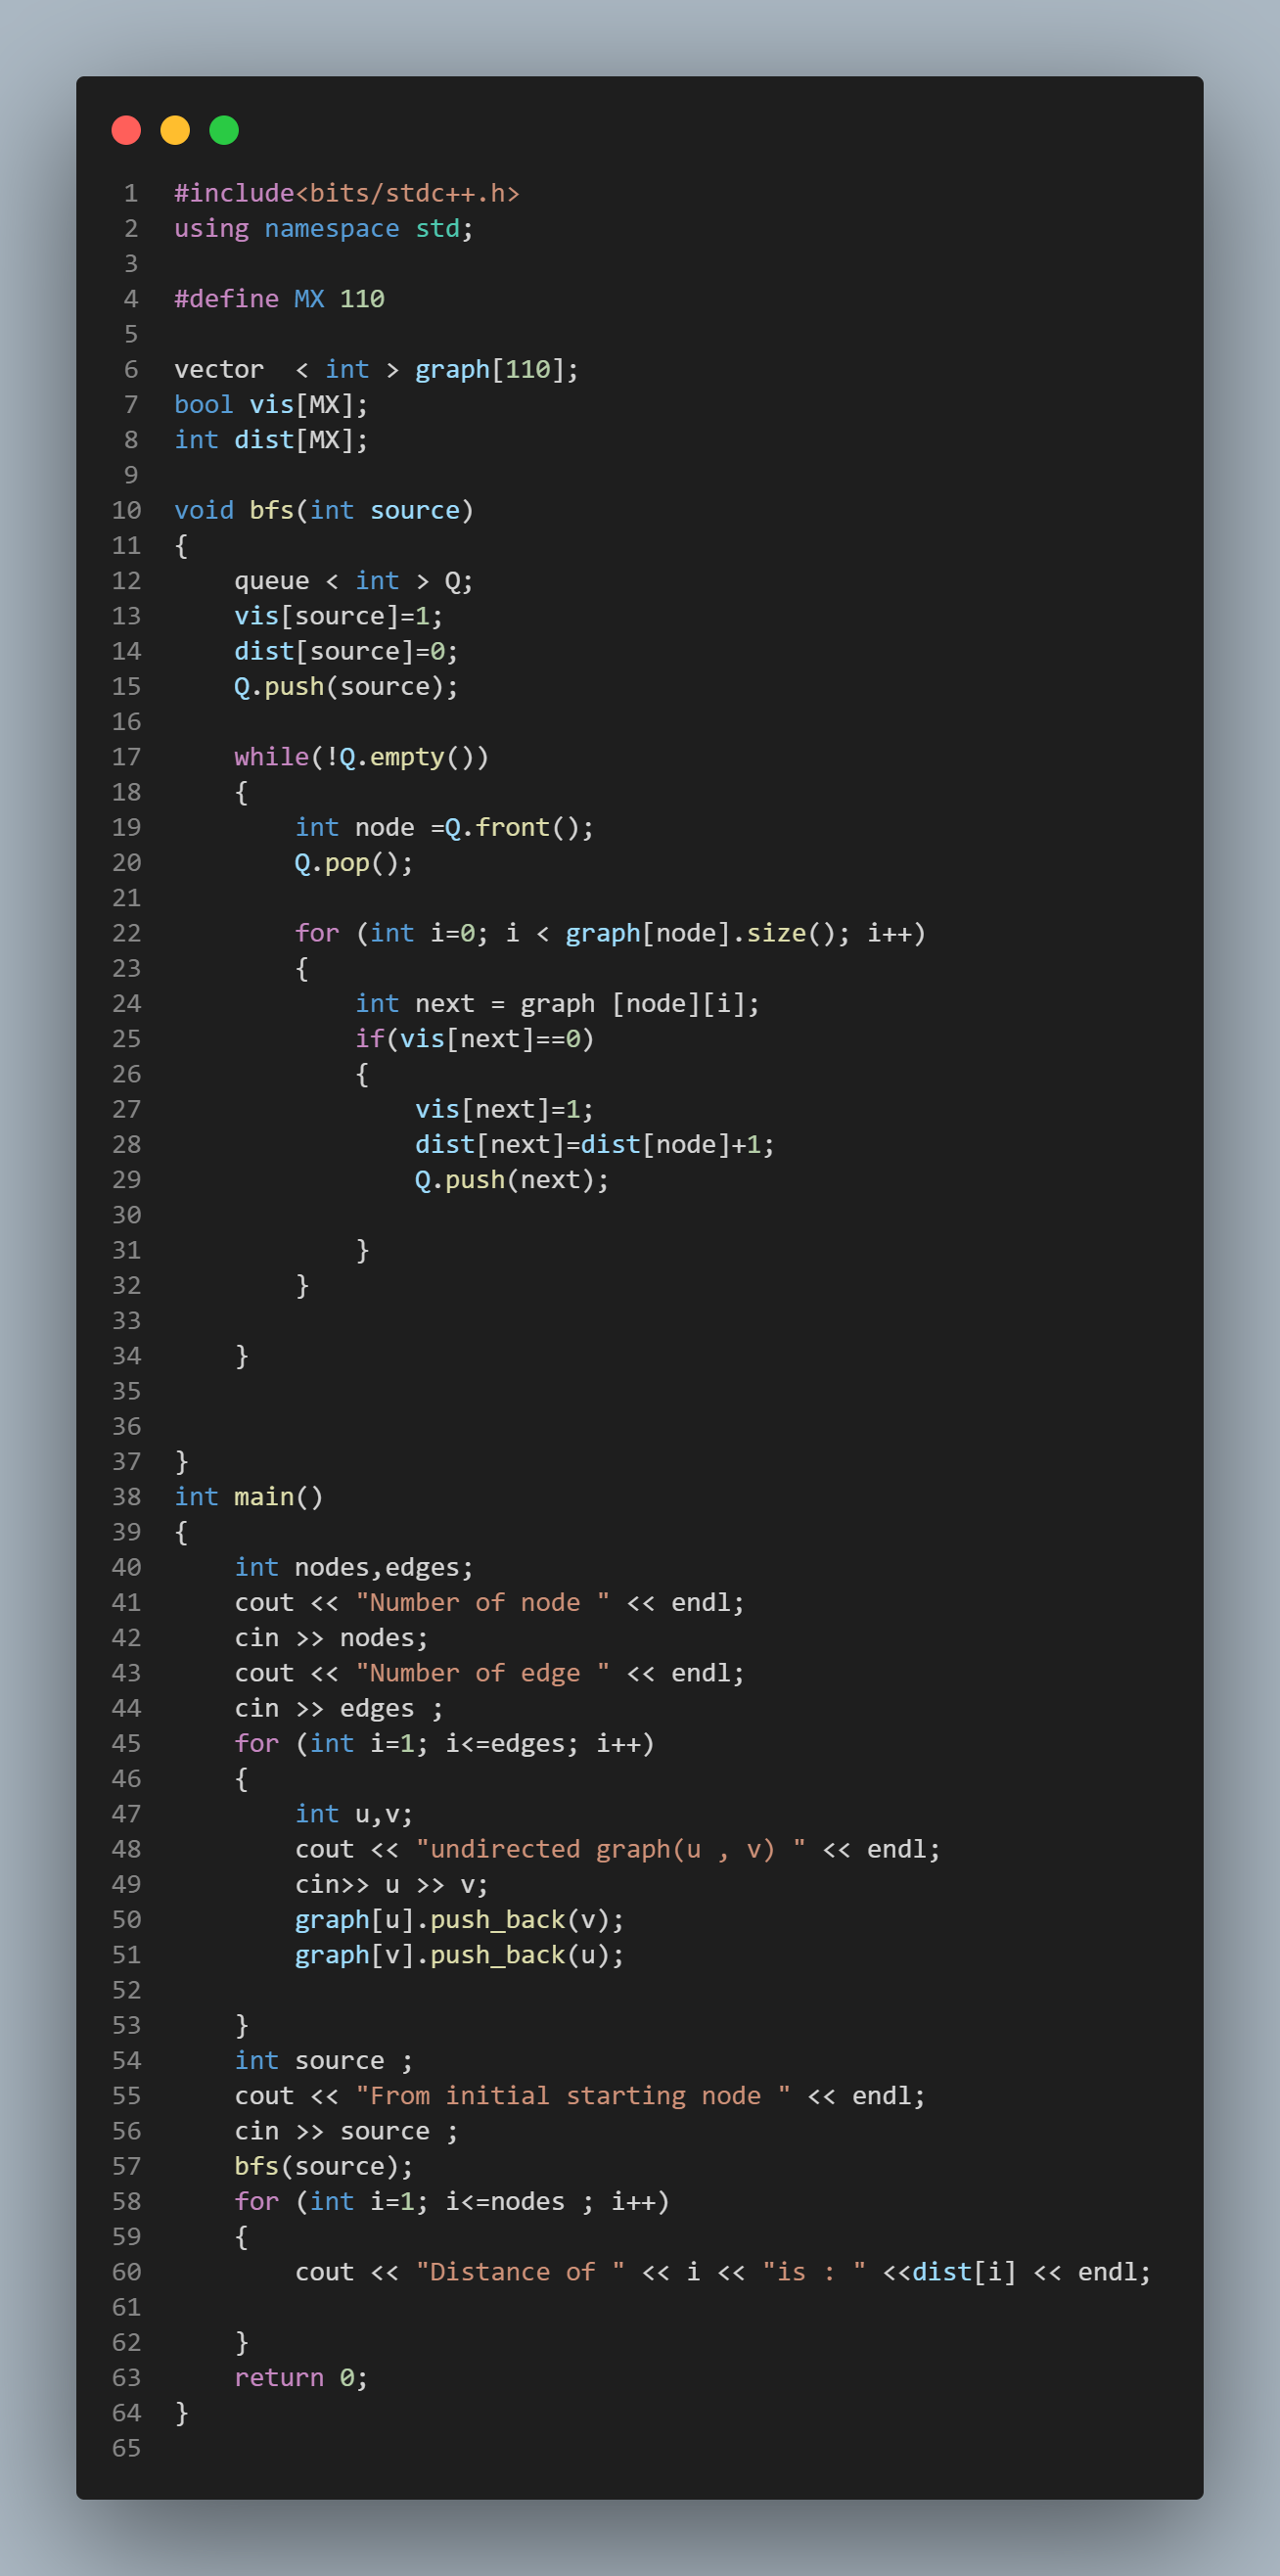 1 #include<bits/stdc++.h>
2 using namespace std;
3
4 #define MX 110
5
6 vector  < int > graph[110];
7 bool vis[MX];
8 int dist[MX];
9
10 void bfs(int source)
11 {
12     queue < int > Q;
13     vis[source]=1;
14     dist[source]=0;
15     Q.push(source);
16
17     while(!Q.empty())
18     {
19         int node =Q.front();
20         Q.pop();
21
22         for (int i=0; i < graph[node].size(); i++)
23         {
24             int next = graph [node][i];
25             if(vis[next]==0)
26             {
27                 vis[next]=1;
28                 dist[next]=dist[node]+1;
29                 Q.push(next);
30
31             }
32         }
33
34     }
35
36
37 }
38 int main()
39 {
40     int nodes,edges;
41     cout << "Number of node " << endl;
42     cin >> nodes;
43     cout << "Number of edge " << endl;
44     cin >> edges ;
45     for (int i=1; i<=edges; i++)
46     {
47         int u,v;
48         cout << "undirected graph(u , v) " << endl;
49         cin>> u >> v;
50         graph[u].push_back(v);
51         graph[v].push_back(u);
52
53     }
54     int source ;
55     cout << "From initial starting node " << endl;
56     cin >> source ;
57     bfs(source);
58     for (int i=1; i<=nodes ; i++)
59     {
60         cout << "Distance of " << i << "is : " <<dist[i] << endl;
61
62     }
63     return 0;
64 }
65